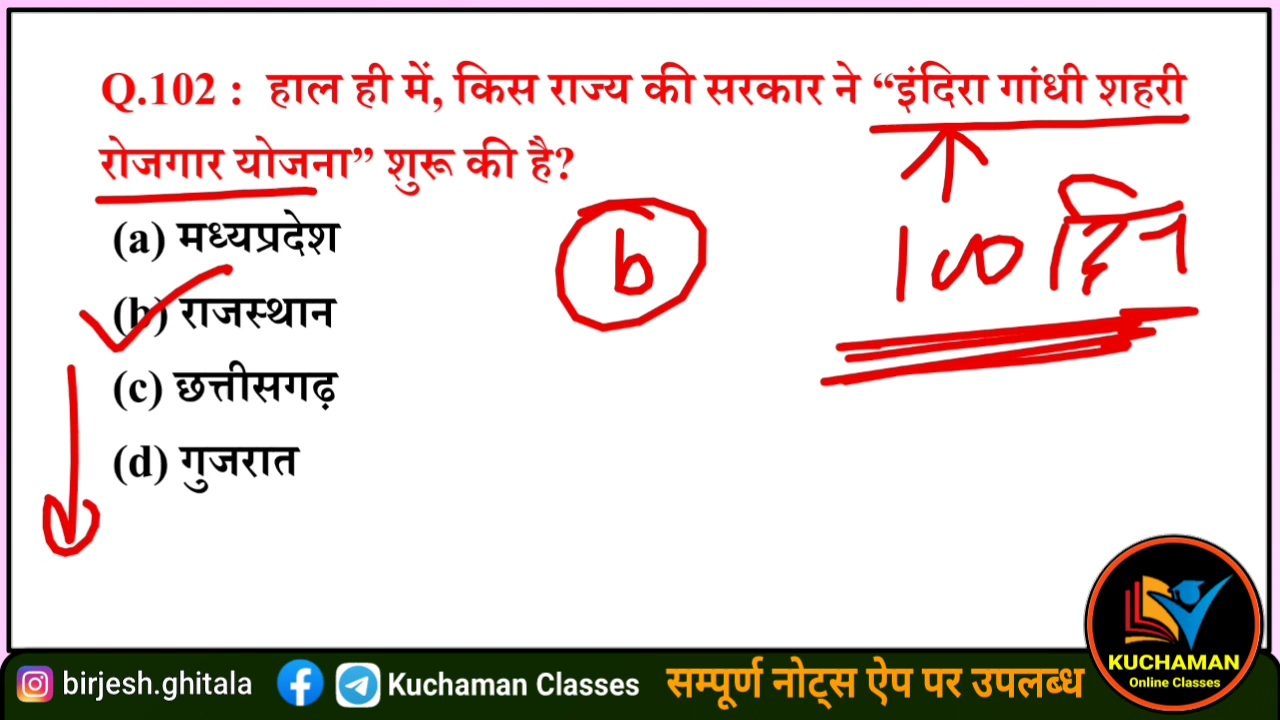 Q.102 : हाल ही में, किस राज्य की सरकार ने “इंदिरा गांधी शहरी
रोजगार योजना” शुरू की है?
(a) मध्यप्रदेश
(b) राजस्थान
b
100 दिन
(c) छत्तीसगढ़
(d) गुजरात
KUCHAMAN
Online Classes
birjesh.ghitala
Kuchaman Classes
सम्पूर्ण नोट्स ऐप पर उपलब्ध